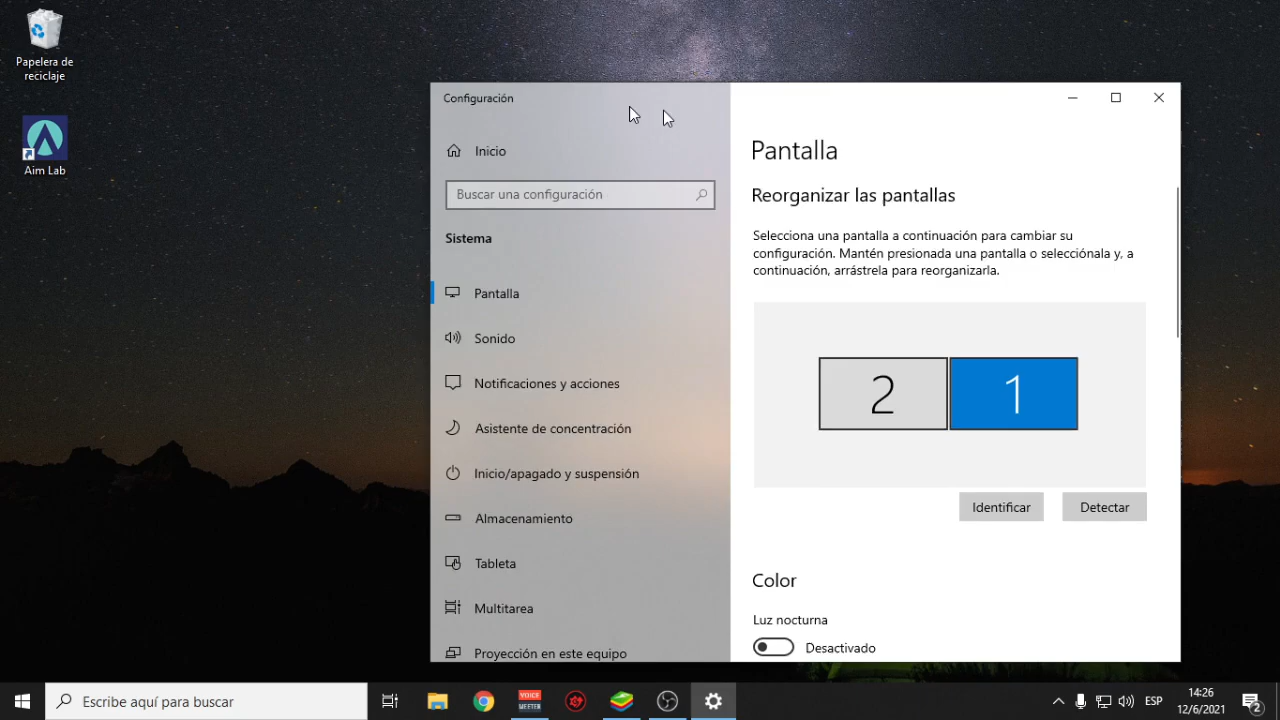 Papelera de
reciclaje
Aim Lab
Configuración
Inicio
Buscar una configuración
Sistema
Pantalla
Sonido
Notificaciones y acciones
Asistente de concentración
Inicio/apagado y suspensión
Almacenamiento
Tableta
Multitarea
Proyección en este equipo
Pantalla
Reorganizar las pantallas
Selecciona una pantalla a continuación para cambiar su
configuración. Mantén presionada una pantalla o selecciónala y, a
continuación, arrástrela para reorganizarla.
2
1
Identificar
Detectar
Color
Luz nocturna
Desactivado
Escribe aquí para buscar
VOICE
MEETER
ESP
14:26
12/6/2021
2